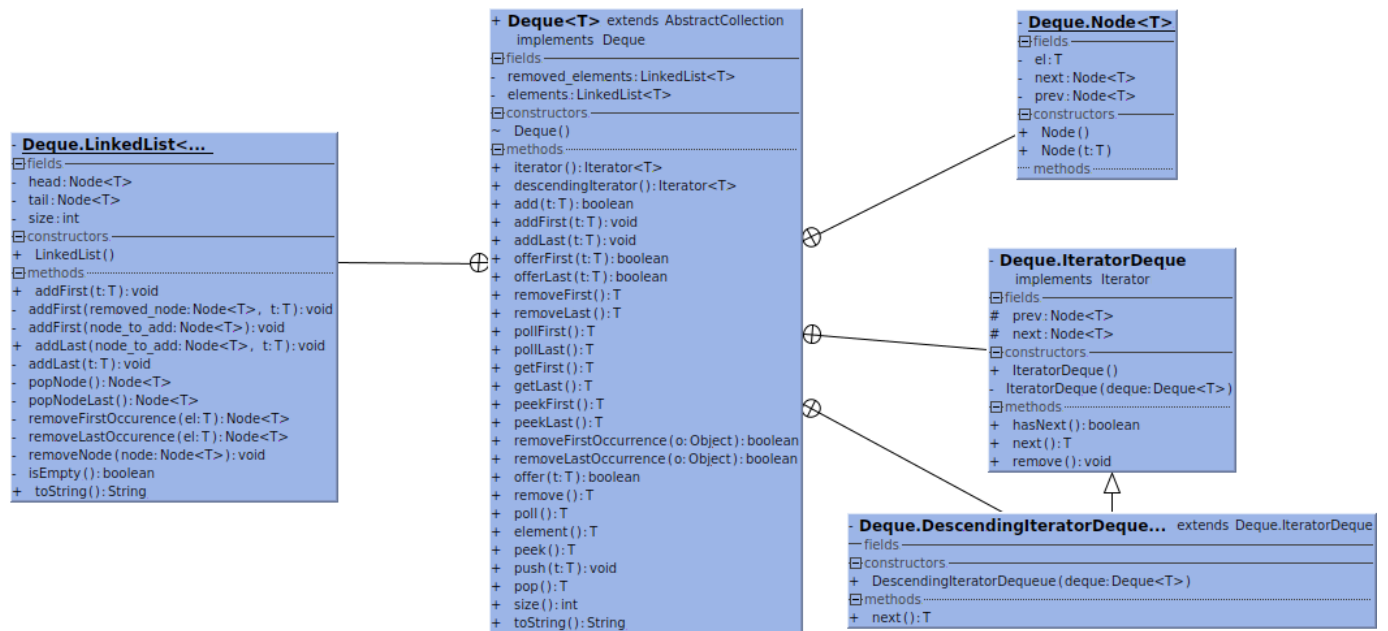 - Deque.LinkedList<...
fields
- head:Node<T>
- tail:Node<T>
- size:int
constructors
+ LinkedList()
methods
+ addFirst(t:T):void
- addFirst(removed_node:Node<T>, t:T):void
- addFirst(node_to_add:Node<T>):void
+ addLast(node_to_add:Node<T>, t:T):void
- addLast(t:T):void
- popNode():Node<T>
- popNodeLast():Node<T>
- removeFirstOccurence(el:T):Node<T>
- removeLastOccurence(el:T):Node<T>
- removeNode(node:Node<T>):void
- isEmpty():boolean
+ toString():String
+ Deque<T> extends AbstractCollection
implements Deque
fields
- removed_elements:LinkedList<T>
- elements:LinkedList<T>
constructors
~ Deque()
methods
+ iterator():Iterator<T>
+ descendingIterator():Iterator<T>
+ add(t:T):boolean
+ addFirst(t:T):void
+ addLast(t:T):void
+ offerFirst(t:T):boolean
+ offerLast(t:T):boolean
+ removeFirst():T
+ removeLast():T
+ pollFirst():T
+ pollLast():T
+ getFirst():T
+ getLast():T
+ peekFirst():T
+ peekLast():T
+ removeFirstOccurrence(o:Object):boolean
+ removeLastOccurrence(o:Object):boolean
+ offer(t:T):boolean
+ remove():T
+ poll():T
+ element():T
+ peek():T
+ push(t:T):void
+ pop():T
+ size():int
+ toString():String
- Deque.Node<T>
fields
- el:T
- next:Node<T>
- prev:Node<T>
constructors
+ Node()
+ Node(t:T)
methods
- Deque.IteratorDeque
implements Iterator
fields
# prev:Node<T>
# next:Node<T>
constructors
+ IteratorDeque()
- IteratorDeque(deque:Deque<T>)
methods
+ hasNext():boolean
+ next():T
+ remove():void
- Deque.DescendingIteratorDeque... extends Deque.IteratorDeque
fields
constructors
+ DescendingIteratorDequeue(deque:Deque<T>)
methods
+ next():T